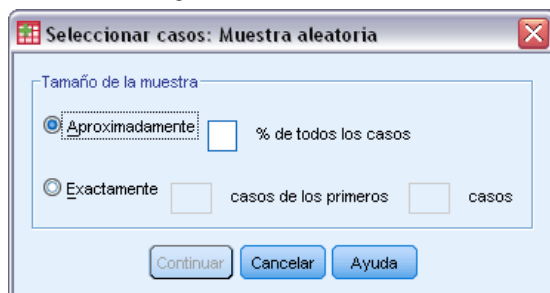 Seleccionar casos: Muestra aleatoria
Tamaño de la muestra
Aproximadamente % de todos los casos
Exactamente casos de los primeros casos
Continuar Cancelar Ayuda